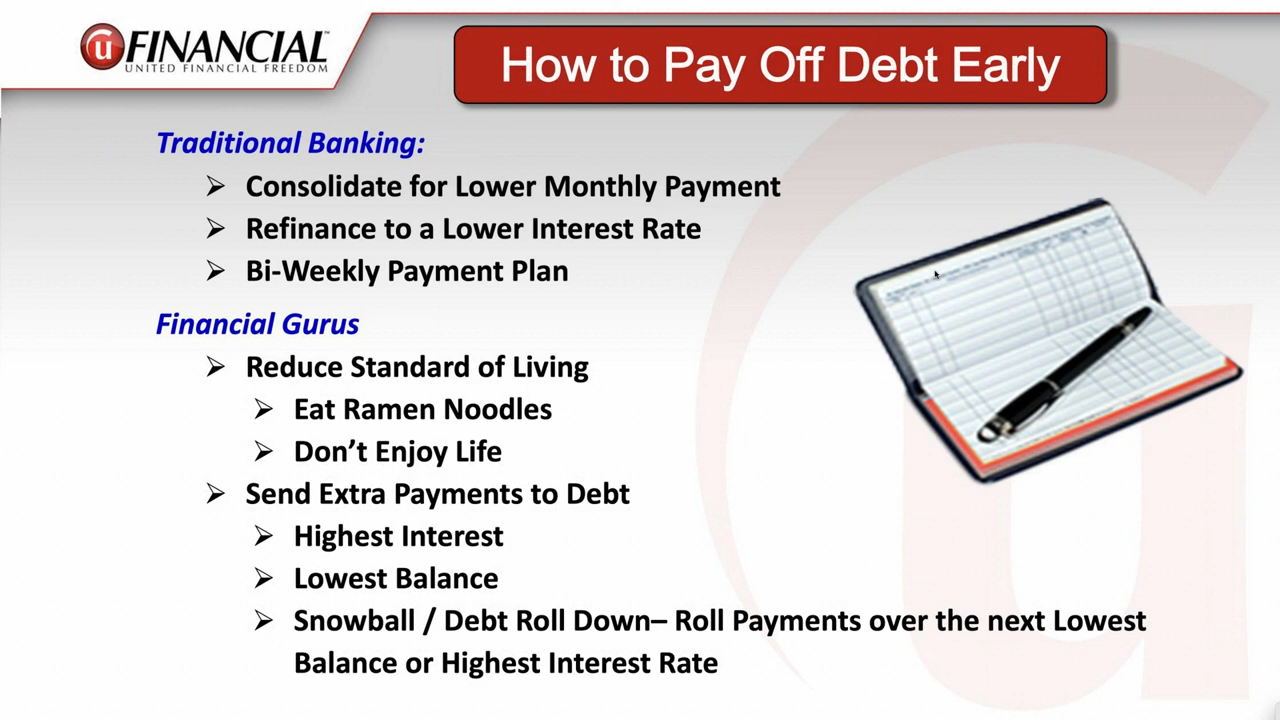 u FINANCIAL™
UNITED FINANCIAL FREEDOM
How to Pay Off Debt Early
Traditional Banking:
➢ Consolidate for Lower Monthly Payment
➢ Refinance to a Lower Interest Rate
➢ Bi-Weekly Payment Plan
Financial Gurus
➢ Reduce Standard of Living
➢ Eat Ramen Noodles
➢ Don’t Enjoy Life
➢ Send Extra Payments to Debt
➢ Highest Interest
➢ Lowest Balance
➢ Snowball / Debt Roll Down– Roll Payments over the next Lowest
Balance or Highest Interest Rate